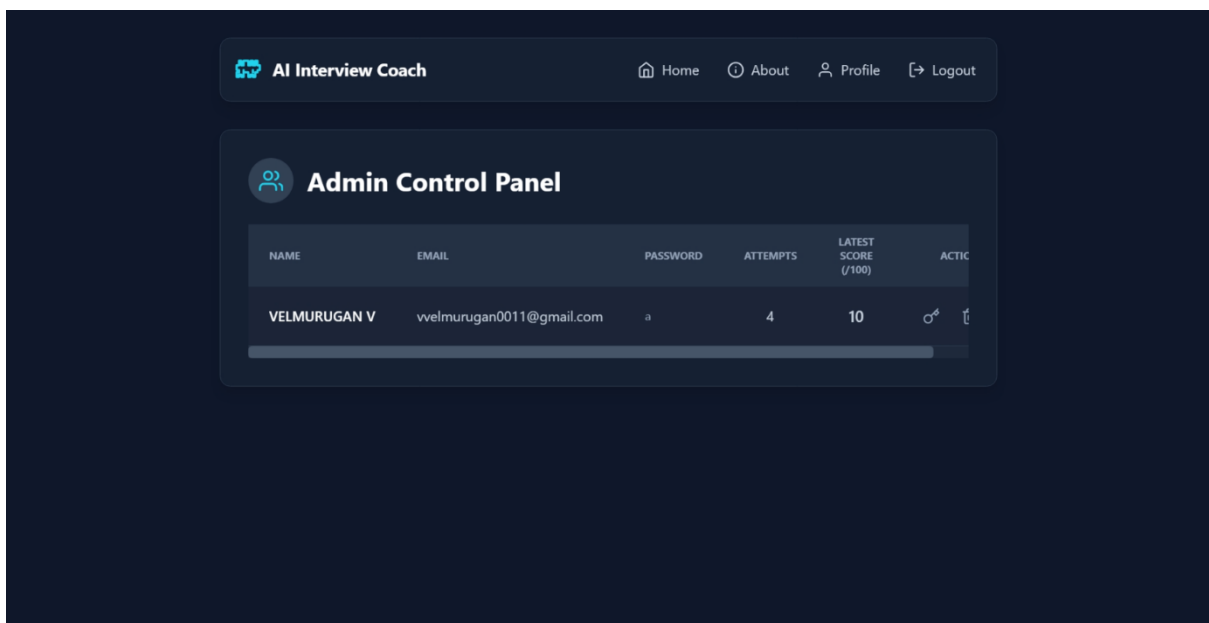 AI Interview Coach Home About Profile Logout
Admin Control Panel
NAME EMAIL PASSWORD ATTEMPTS LATEST SCORE (/100) ACTIC
VELMURUGAN V vvelmurugan0011@gmail.com a 4 10